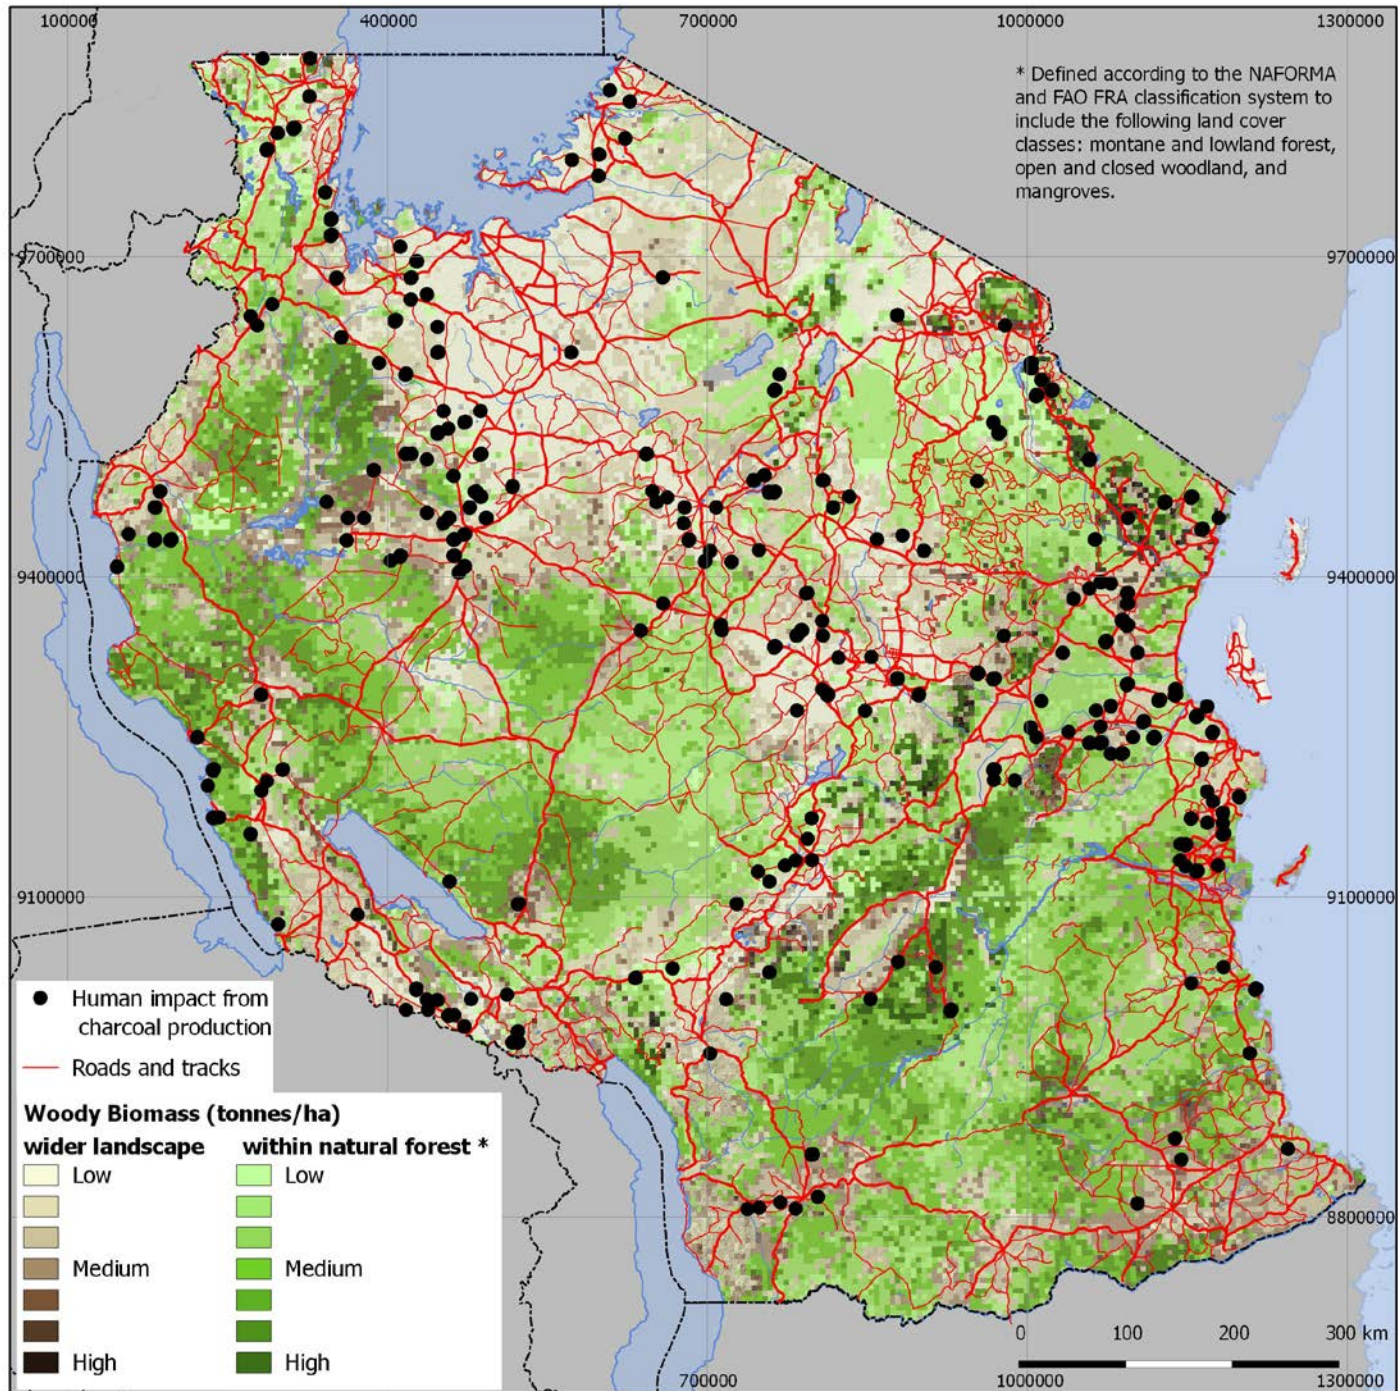 100000 400000 700000 1000000 1300000
* Defined according to the NAFORMA
and FAO FRA classification system to
include the following land cover
classes: montane and lowland forest,
open and closed woodland, and
mangroves.
9700000 9700000
9400000 9400000
9100000 9100000
Human impact from
charcoal production
Roads and tracks
Woody Biomass (tonnes/ha)
wider landscape within natural forest *
Low Low
Medium Medium
High High
8800000
0 100 200 300 km
700000 1000000 1300000